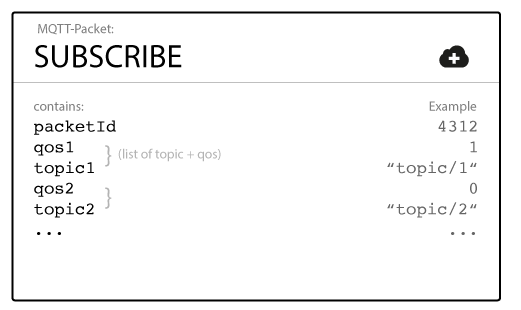 MQTT-Packet:
SUBSCRIBE
contains: Example
packetId 4312
qos1 1
} (list of topic + qos)
topic1 “topic/1“
qos2 0
}
topic2 “topic/2“
... ...